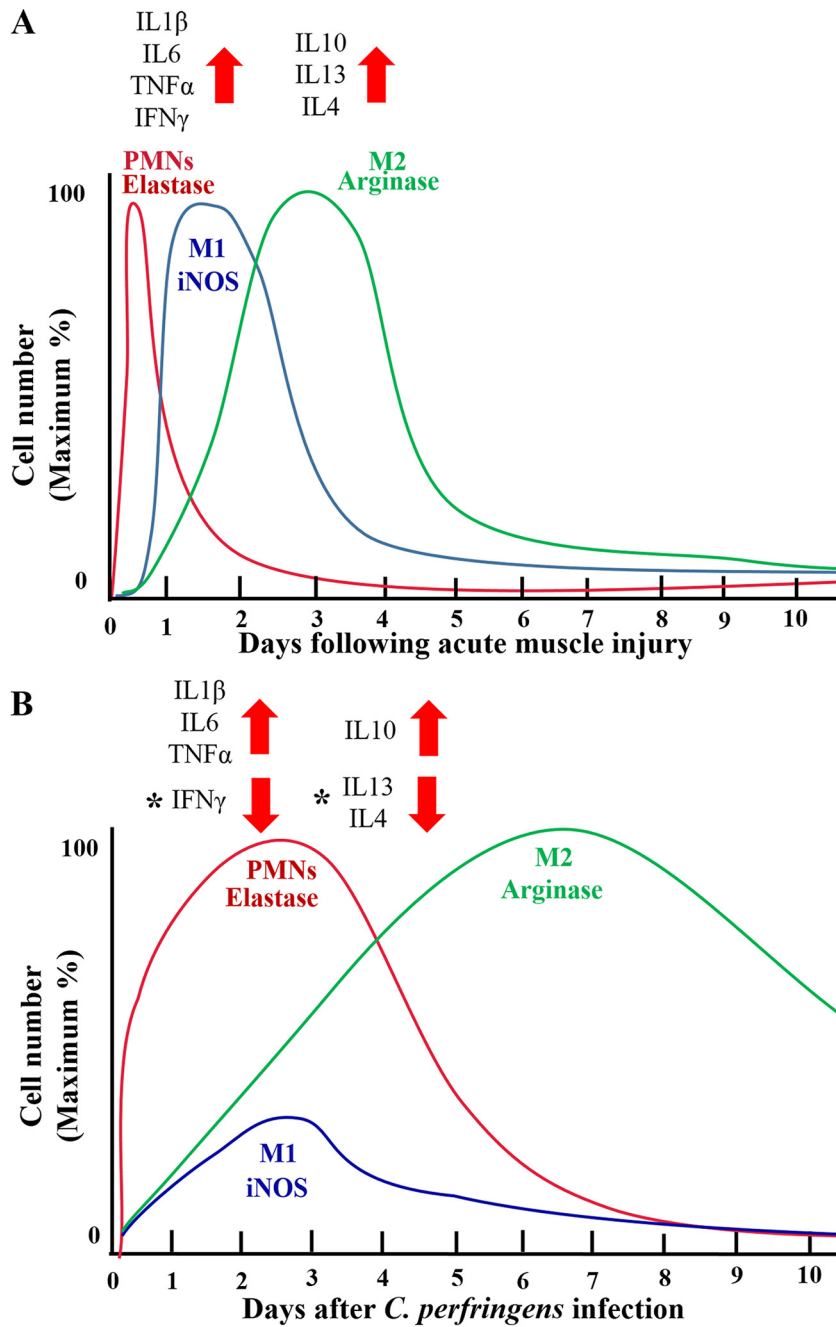 A
IL1β
IL6
TNFα
IFNγ
IL10
IL13
IL4
PMNs
Elastase
M2
Arginase
M1
iNOS
100
0
Cell number
(Maximum %)
0 1 2 3 4 5 6 7 8 9 10
Days following acute muscle injury
B
IL1β
IL6
TNFα
* IFNγ
IL10
* IL13
IL4
PMNs
Elastase
M2
Arginase
M1
iNOS
100
0
Cell number
(Maximum %)
0 1 2 3 4 5 6 7 8 9 10
Days after C. perfringens infection